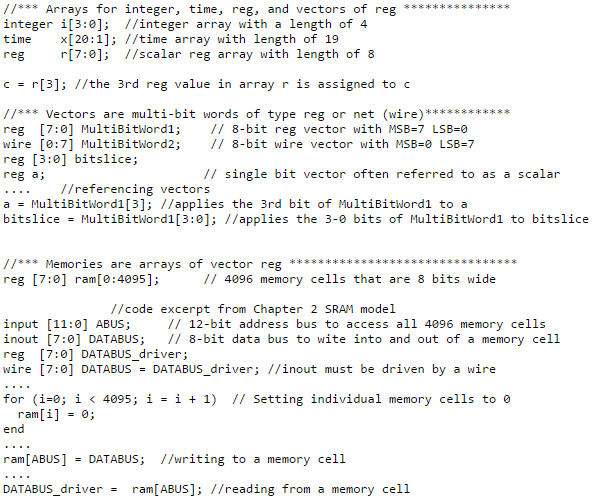 //*** Arrays for integer, time, reg, and vectors of reg ***************
integer i[3:0];  //integer array with a length of 4
time    x[20:1]; //time array with length of 19
reg     r[7:0];  //scalar reg array with length of 8
c = r[3]; //the 3rd reg value in array r is assigned to c
//*** Vectors are multi-bit words of type reg or net (wire)************
reg  [7:0] MultiBitWord1;    // 8-bit reg vector with MSB=7 LSB=0
wire [0:7] MultiBitWord2;    // 8-bit wire vector with MSB=0 LSB=7
reg [3:0] bitslice;
reg a;                      // single bit vector often referred to as a scalar
....    //referencing vectors
a = MultiBitWord1[3]; //applies the 3rd bit of MultiBitWord1 to a
bitslice = MultiBitWord1[3:0]; //applies the 3-0 bits of MultiBitWord1 to bitslice
//*** Memories are arrays of vector reg ********************************
reg [7:0] ram[0:4095];      // 4096 memory cells that are 8 bits wide
//code excerpt from Chapter 2 SRAM model
input [11:0] ABUS;     // 12-bit address bus to access all 4096 memory cells
inout [7:0] DATABUS;   // 8-bit data bus to wite into and out of a memory cell
reg  [7:0] DATABUS_driver;
wire [7:0] DATABUS = DATABUS_driver; //inout must be driven by a wire
....
for (i=0; i < 4095; i = i + 1)  // Setting individual memory cells to 0
  ram[i] = 0;
end
....
ram[ABUS] = DATABUS;  //writing to a memory cell
....
DATABUS_driver =  ram[ABUS]; //reading from a memory cell